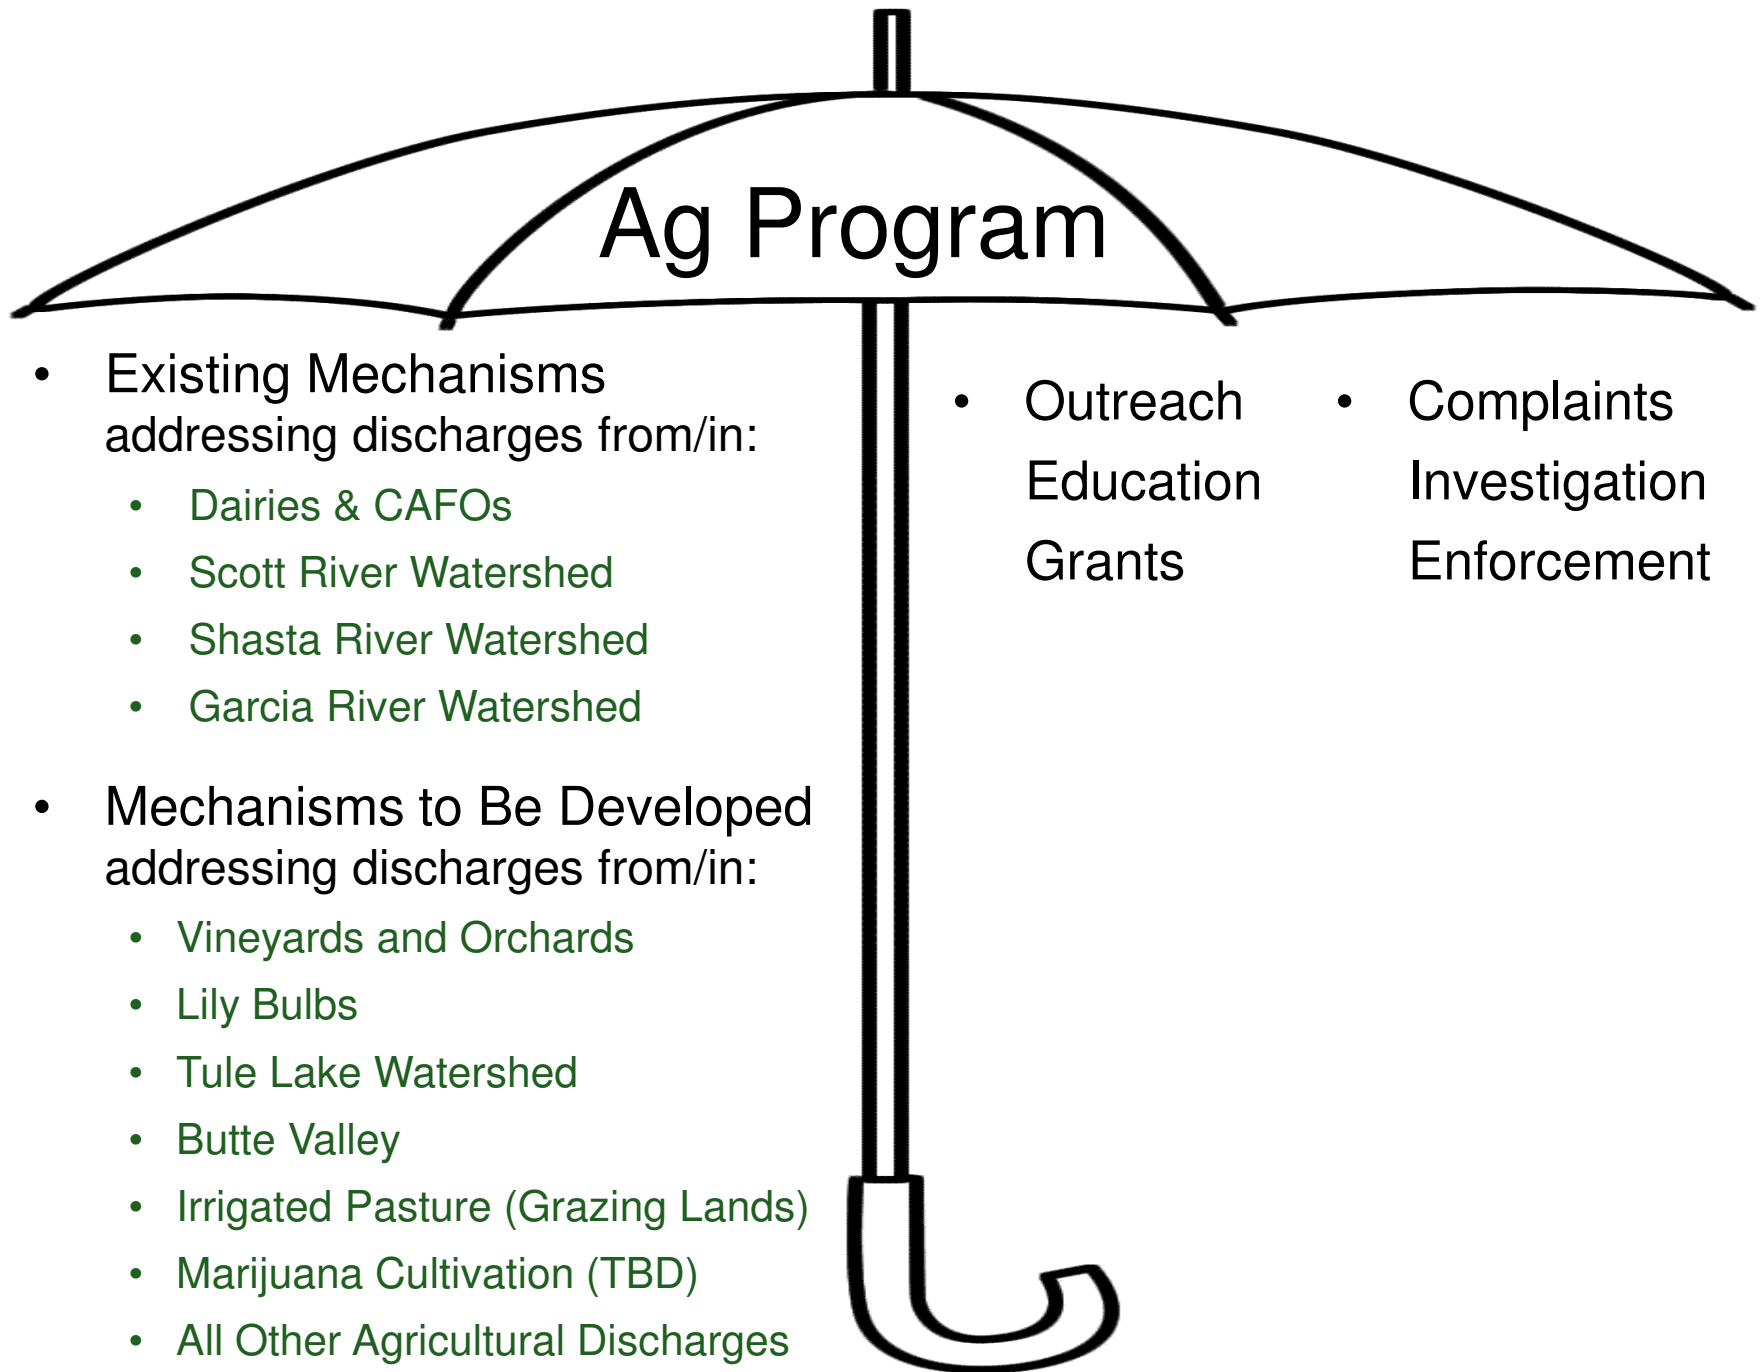 Ag Program
• Existing Mechanisms
addressing discharges from/in:
• Dairies & CAFOs
• Scott River Watershed
• Shasta River Watershed
• Garcia River Watershed
• Mechanisms to Be Developed
addressing discharges from/in:
• Vineyards and Orchards
• Lily Bulbs
• Tule Lake Watershed
• Butte Valley
• Irrigated Pasture (Grazing Lands)
• Marijuana Cultivation (TBD)
• All Other Agricultural Discharges
• Outreach
Education
Grants
• Complaints
Investigation
Enforcement